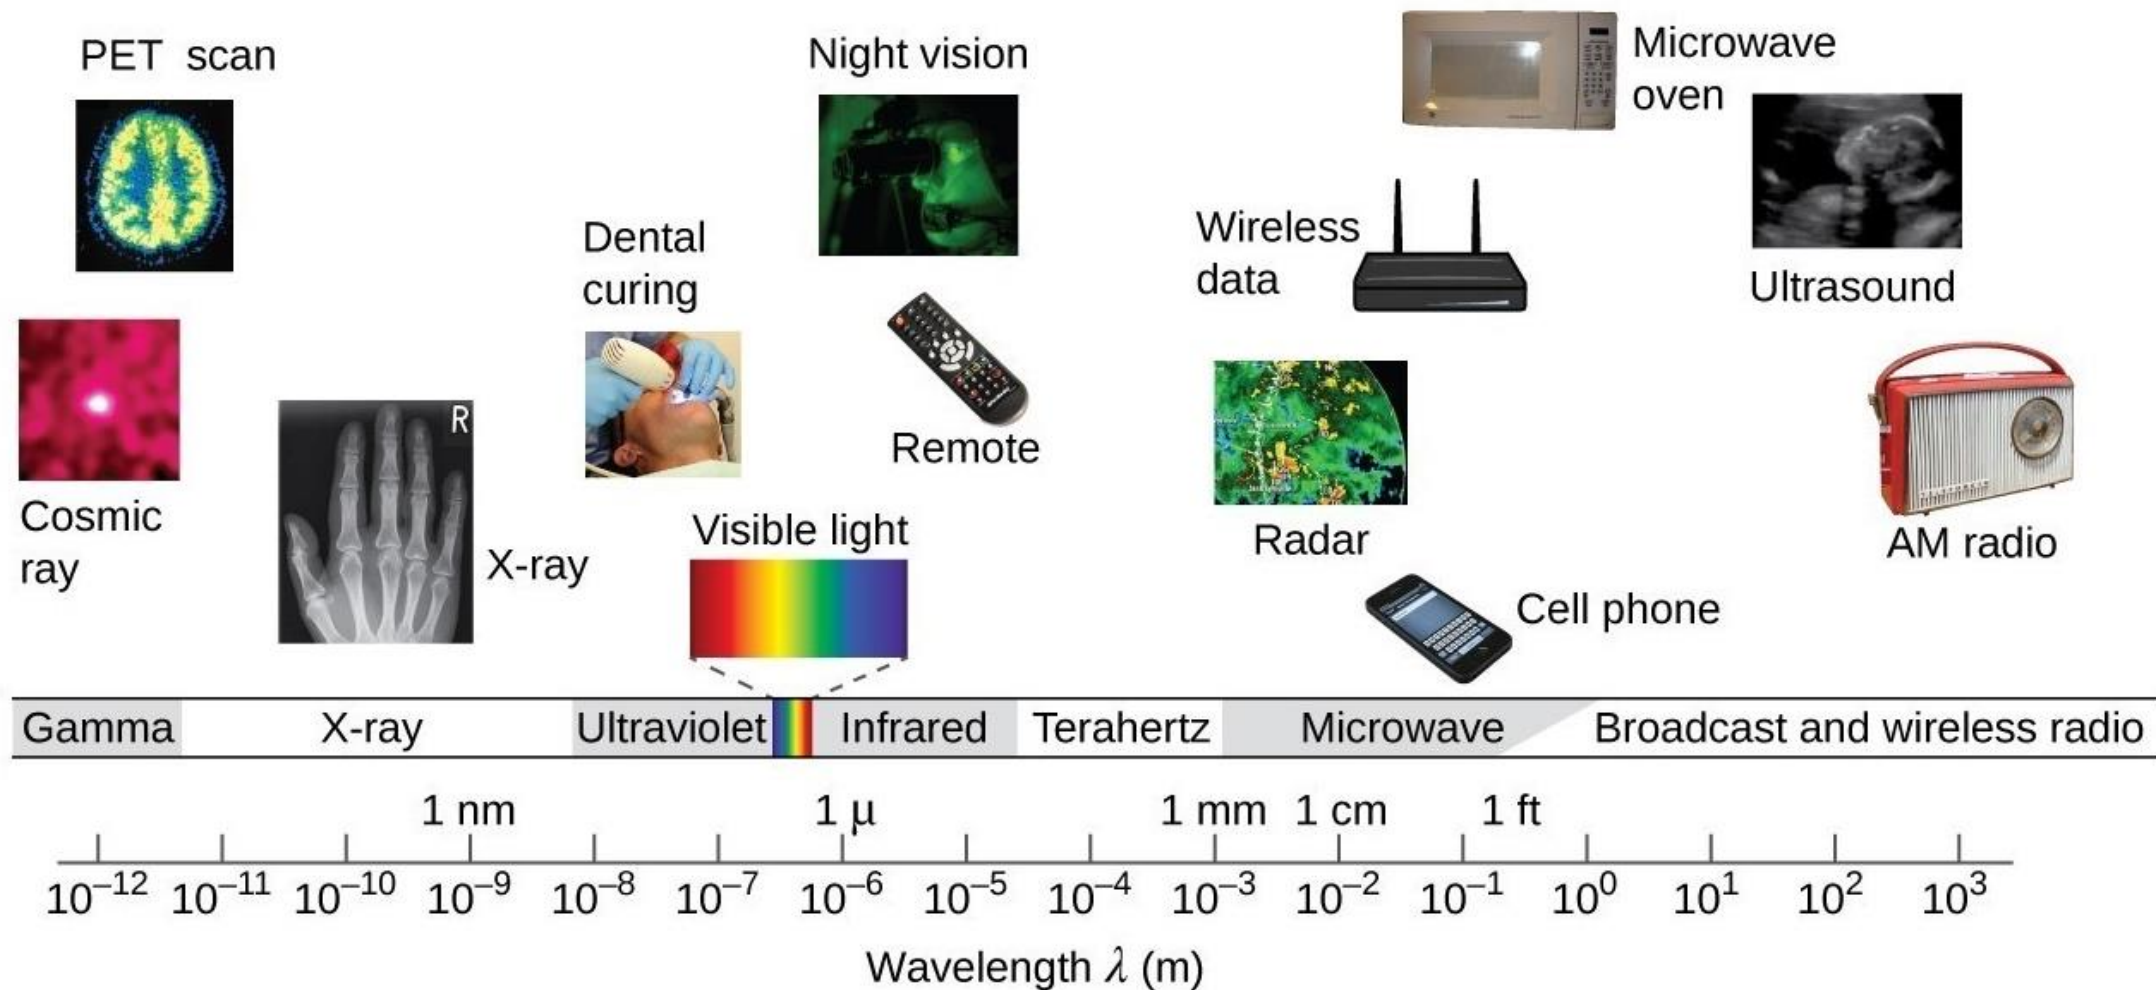 PET scan
Night vision
Microwave
oven
Dental
curing
Wireless
data
Ultrasound
Remote
R
Cosmic
ray
X-ray
Visible light
Radar
AM radio
Cell phone
Gamma X-ray Ultraviolet Infrared Terahertz Microwave Broadcast and wireless radio
1 nm 1 μ 1 mm 1 cm 1 ft
10⁻¹² 10⁻¹¹ 10⁻¹⁰ 10⁻⁹ 10⁻⁸ 10⁻⁷ 10⁻⁶ 10⁻⁵ 10⁻⁴ 10⁻³ 10⁻² 10⁻¹ 10⁰ 10¹ 10² 10³
Wavelength λ (m)